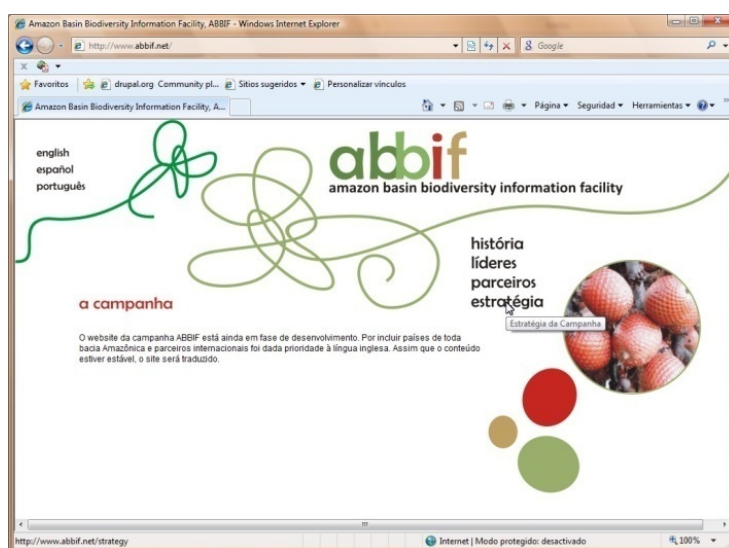 Amazon Basin Biodiversity Information Facility, ABBIF - Windows Internet Explorer
http://www.abbif.net/
Google
x
Favoritos drupal.org Community pl... Sitios sugeridos Personalizar vínculos
Amazon Basin Biodiversity Information Facility, A...
Página Seguridad Herramientas
english
español
português
abbif
amazon basin biodiversity information facility
história
líderes
parceiros
estratégia
Estratégia da Campanha
a campanha
O website da campanha ABBIF está ainda em fase de desenvolvimento. Por incluir países de toda
bacia Amazônica e parceiros internacionais foi dada prioridade à língua inglesa. Assim que o conteúdo
estiver estável, o site será traduzido.
http://www.abbif.net/strategy
Internet | Modo protegido: desactivado
100%